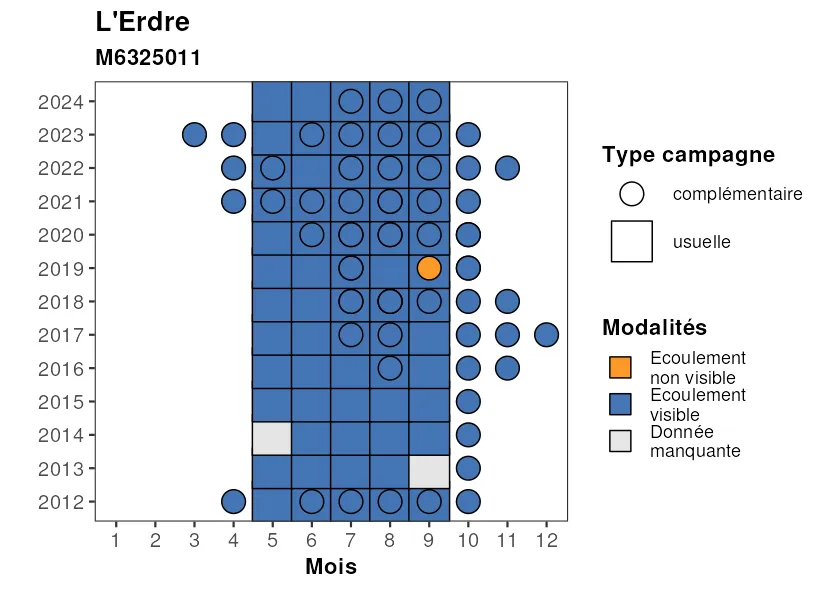 L'Erdre
M6325011
2024
2023
2022
2021
2020
2019
2018
2017
2016
2015
2014
2013
2012
1 2 3 4 5 6 7 8 9 10 11 12
Mois
Type campagne
complémentaire
usuelle
Modalités
Ecoulement
non visible
Ecoulement
visible
Donnée
manquante